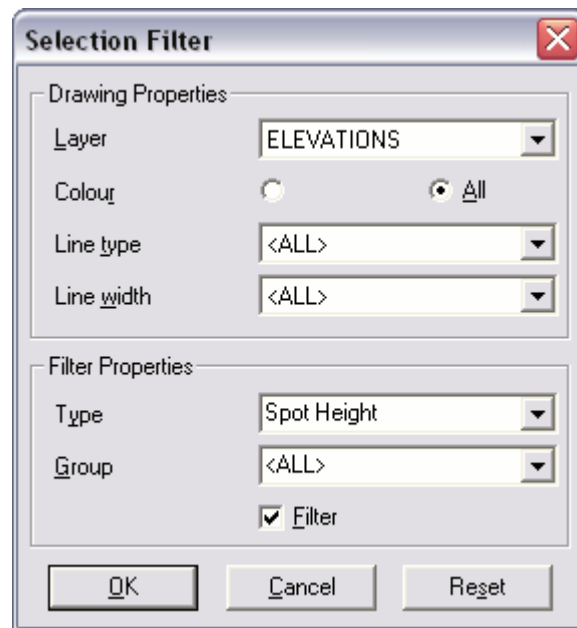 Selection Filter
Drawing Properties
Layer ELEVATIONS
Colour All
Line type <ALL>
Line width <ALL>
Filter Properties
Type Spot Height
Group <ALL>
Filter
OK Cancel Reset